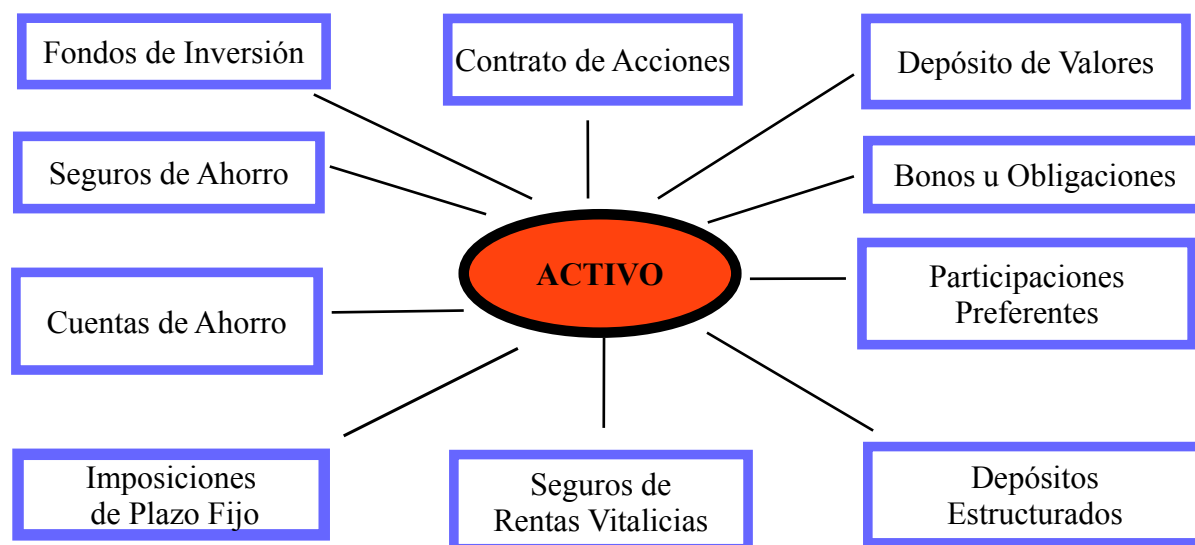 Fondos de Inversión
Contrato de Acciones
Depósito de Valores
Seguros de Ahorro
Bonos u Obligaciones
ACTIVO
Participaciones
Preferentes
Cuentas de Ahorro
Imposiciones
de Plazo Fijo
Seguros de
Rentas Vitalicias
Depósitos
Estructurados